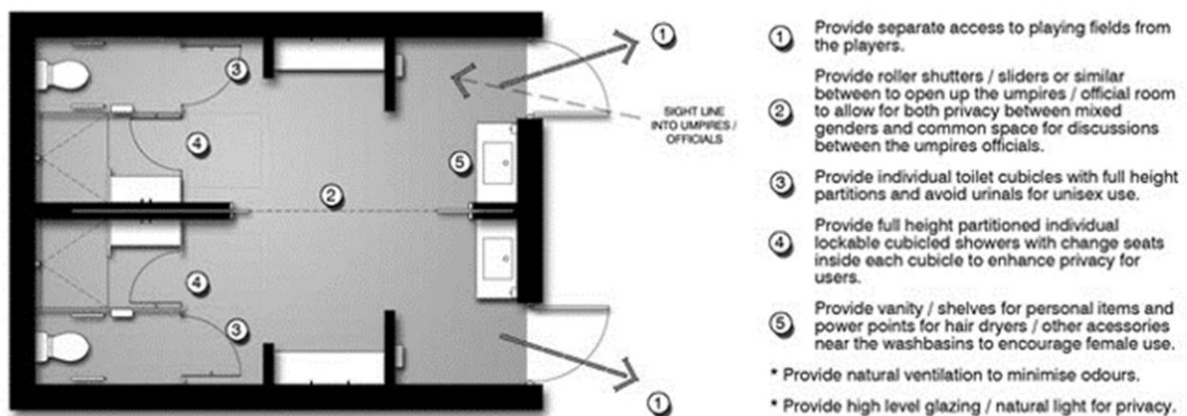 1
3
SIGHT LINE
INTO UMPIRES /
OFFICIALS
4
5
2
4
3
1
1 Provide separate access to playing fields from
the players.
2 Provide roller shutters / sliders or similar
between to open up the umpires / official room
to allow for both privacy between mixed
genders and common space for discussions
between the umpires officials.
3 Provide individual toilet cubicles with full height
partitions and avoid urinals for unisex use.
4 Provide full height partitioned individual
lockable cubicled showers with change seats
inside each cubicle to enhance privacy for
users.
5 Provide vanity / shelves for personal items and
power points for hair dryers / other acessories
near the washbasins to encourage female use.
* Provide natural ventilation to minimise odours.
* Provide high level glazing / natural light for privacy.